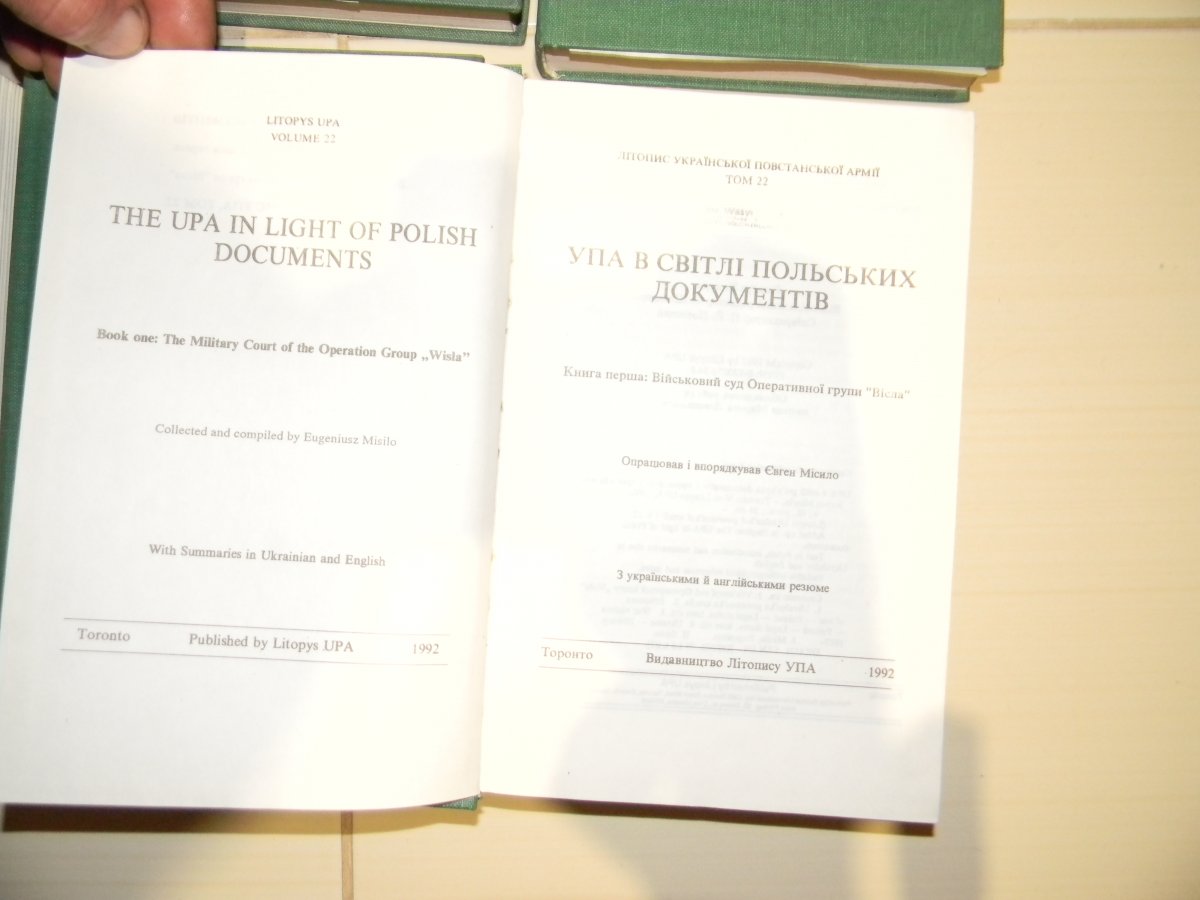 LITOPYS UPA
VOLUME 22
THE UPA IN LIGHT OF POLISH
DOCUMENTS
Book one: The Military Court of the Operation Group „Wisła”
Collected and compiled by Eugeniusz Misiło
With Summaries in Ukrainian and English
Toronto Published by Litopys UPA 1992
ЛІТОПИС УКРАЇНСЬКОЇ ПОВСТАНСЬКОЇ АРМІЇ
ТОМ 22
УПА В СВІТЛІ ПОЛЬСЬКИХ
ДОКУМЕНТІВ
Книга перша: Військовий суд Оперативної групи "Вісла"
Опрацював і впорядкував Євген Місило
З українськими й англійськими резюме
Торонто Видавництво Літопису УПА 1992